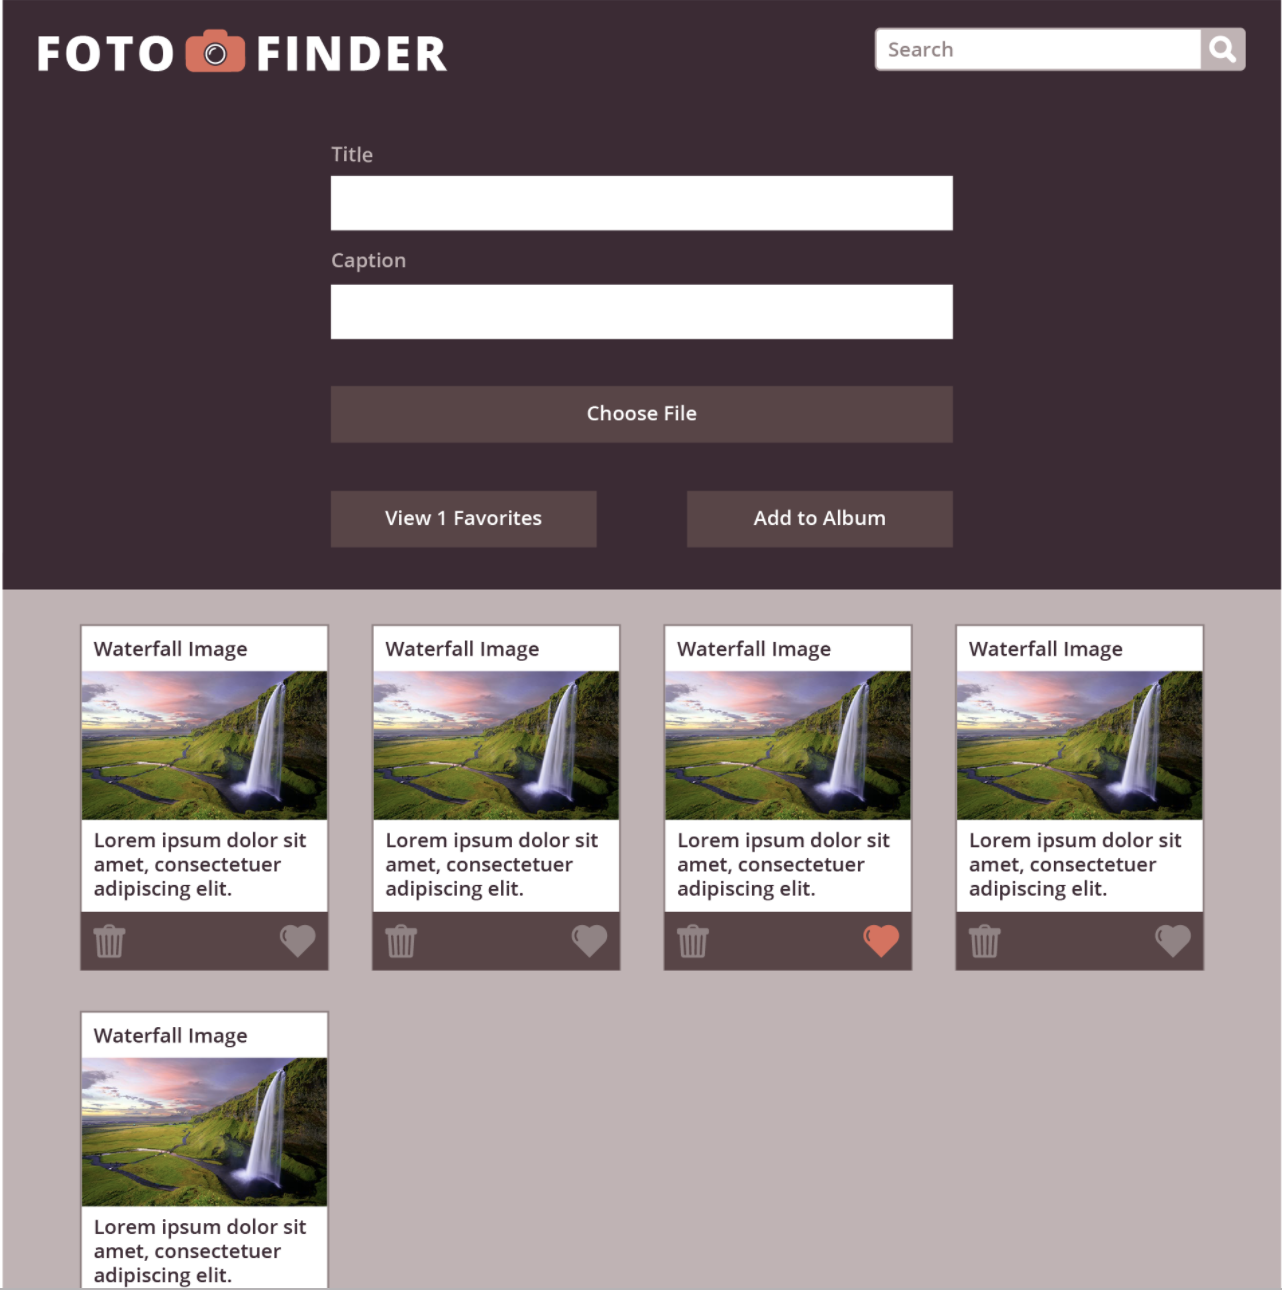 FOTO FINDER
Search
Title
Caption
Choose File
View 1 Favorites
Add to Album
Waterfall Image
Lorem ipsum dolor sit
amet, consectetuer
adipiscing elit.
Waterfall Image
Lorem ipsum dolor sit
amet, consectetuer
adipiscing elit.
Waterfall Image
Lorem ipsum dolor sit
amet, consectetuer
adipiscing elit.
Waterfall Image
Lorem ipsum dolor sit
amet, consectetuer
adipiscing elit.
Waterfall Image
Lorem ipsum dolor sit
amet, consectetuer
adipiscing elit.